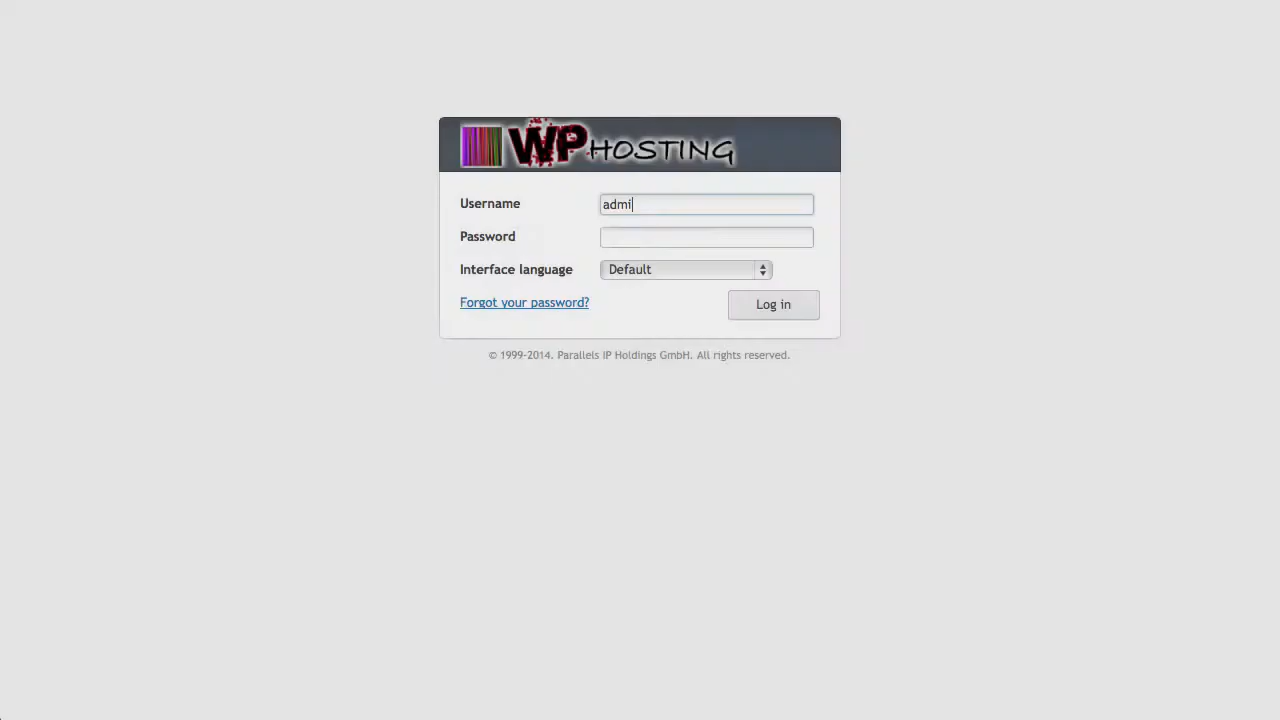 WP HOSTING
Username admi
Password
Interface language Default
Forgot your password? Log in
© 1999-2014. Parallels IP Holdings GmbH. All rights reserved.